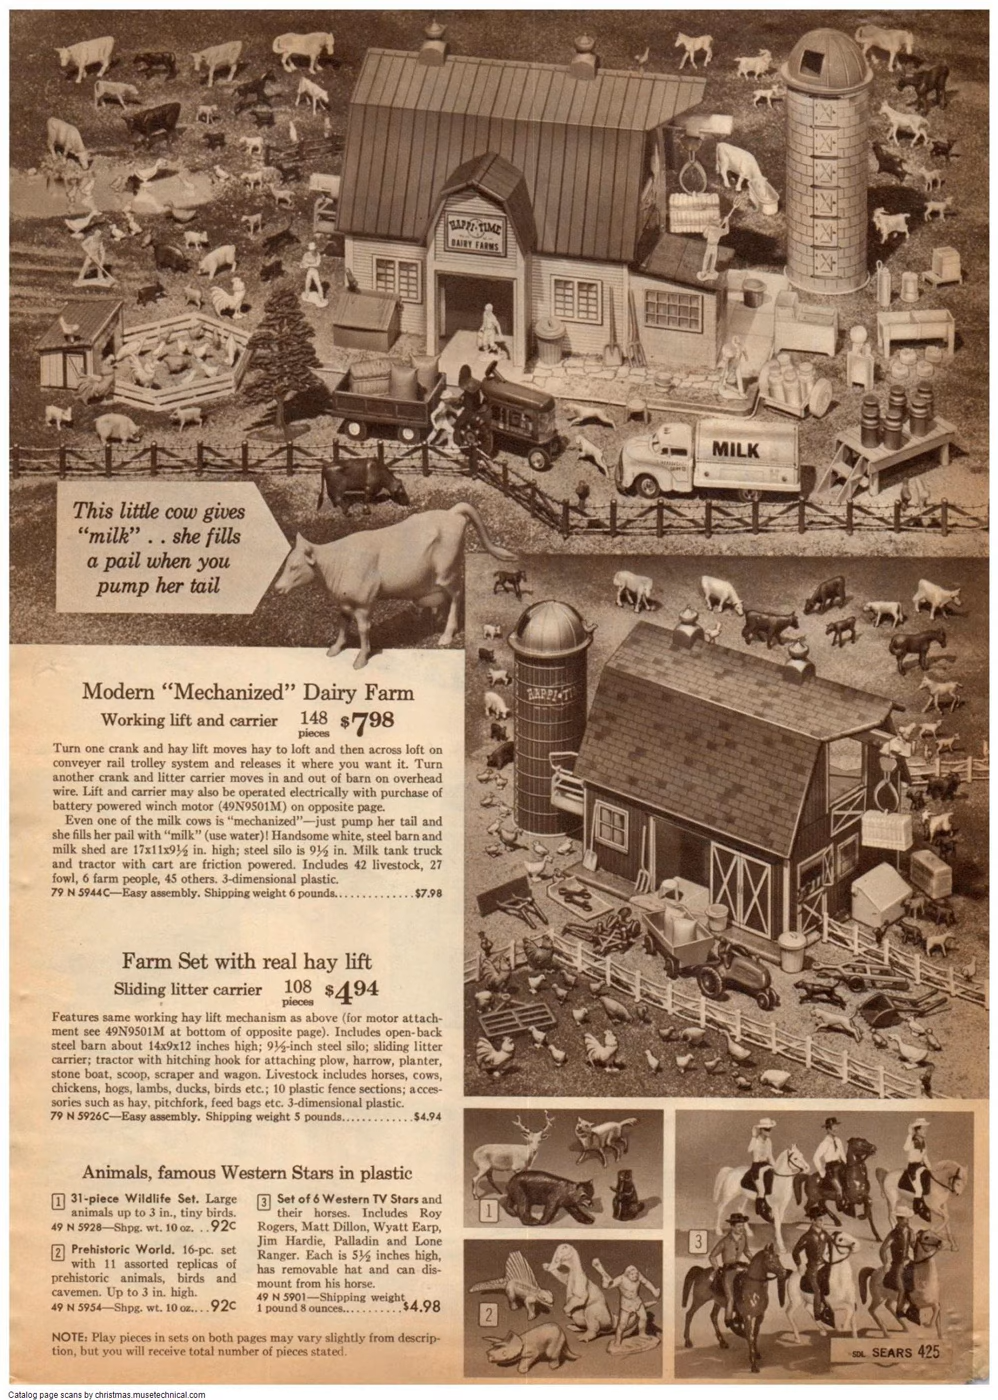 HAPPI-TIME
DAIRY FARMS
MILK
This little cow gives
"milk" . . she fills
a pail when you
pump her tail
HAPPI-TI
Modern "Mechanized" Dairy Farm
Working lift and carrier 148 pieces $7.98
Turn one crank and hay lift moves hay to loft and then across loft on
conveyer rail trolley system and releases it where you want it. Turn
another crank and litter carrier moves in and out of barn on overhead
wire. Lift and carrier may also be operated electrically with purchase of
battery powered winch motor (49N9501M) on opposite page.
Even one of the milk cows is "mechanized"—just pump her tail and
she fills her pail with "milk" (use water)! Handsome white, steel barn and
milk shed are 17x11x9½ in. high; steel silo is 9½ in. Milk tank truck
and tractor with cart are friction powered. Includes 42 livestock, 27
fowl, 6 farm people, 45 others. 3-dimensional plastic.
79 N 5944C—Easy assembly. Shipping weight 6 pounds..............$7.98
Farm Set with real hay lift
Sliding litter carrier 108 pieces $4.94
Features same working hay lift mechanism as above (for motor attach-
ment see 49N9501M at bottom of opposite page). Includes open-back
steel barn about 14x9x12 inches high; 9½-inch steel silo; sliding litter
carrier; tractor with hitching hook for attaching plow, harrow, planter,
stone boat, scoop, scraper and wagon. Livestock includes horses, cows,
chickens, hogs, lambs, ducks, birds etc.; 10 plastic fence sections; acces-
sories such as hay, pitchfork, feed bags etc. 3-dimensional plastic.
79 N 5926C—Easy assembly. Shipping weight 5 pounds.............$4.94
Animals, famous Western Stars in plastic
1 31-piece Wildlife Set. Large
animals up to 3 in., tiny birds.
49 N 5928—Shpg. wt. 10 oz. . .92c
2 Prehistoric World. 16-pc. set
with 11 assorted replicas of
prehistoric animals, birds and
cavemen. Up to 3 in. high.
49 N 5954—Shpg. wt. 10 oz....92c
3 Set of 6 Western TV Stars and
their horses. Includes Roy
Rogers, Matt Dillon, Wyatt Earp,
Jim Hardie, Palladin and Lone
Ranger. Each is 5½ inches high,
has removable hat and can dis-
mount from his horse.
49 N 5901—Shipping weight
1 pound 8 ounces..........$4.98
NOTE: Play pieces in sets on both pages may vary slightly from descrip-
tion, but you will receive total number of pieces stated.
1
2
3
SDL SEARS 425
Catalog page scans by christmas.musetechnical.com